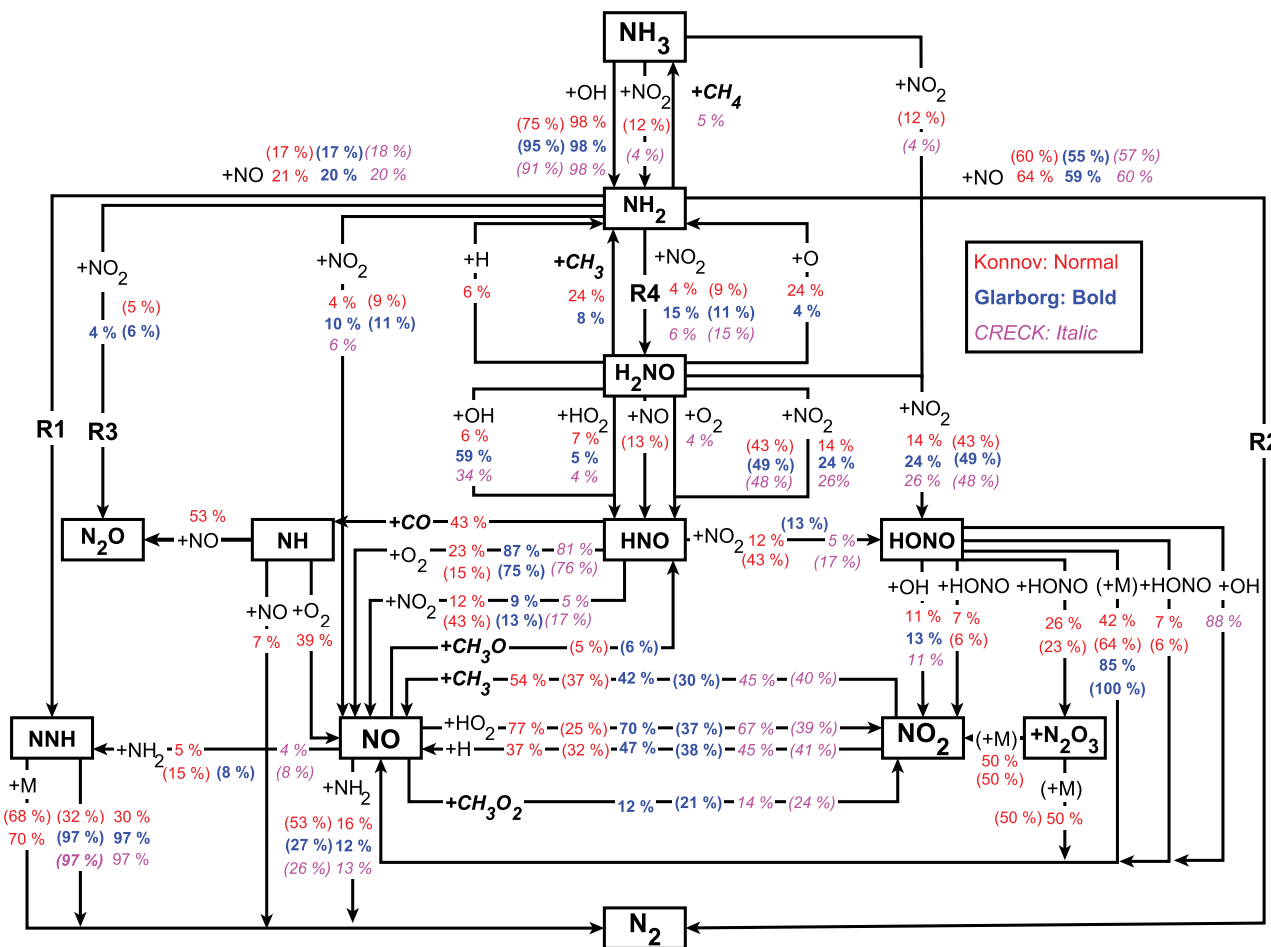 NH3
+OH +NO2 +CH4 +NO2
(75 %) 98 % (12 %) 5 % (12 %)
(95 %) 98 %
(4 %) (4 %)
(91 %) 98 %
(17 %) (17 %) (18 %)
+NO 21 % 20 % 20 %
(60 %) (55 %) (57 %)
+NO 64 % 59 % 60 %
NH2
+NO2
(5 %)
4 % (6 %)
+NO2
4 % (9 %)
10 % (11 %)
6 %
+H
6 %
+CH3
24 %
8 %
R4
+NO2
4 % (9 %)
15 % (11 %)
6 % (15 %)
+O
24 %
4 %
Konnov: Normal
Glarborg: Bold
CRECK: Italic
R1 R3 R2
H2NO
+OH
6 %
59 %
34 %
+HO2
7 %
5 %
4 %
+NO
(13 %)
+O2
4 %
+NO2
(43 %) 14 %
(49 %) 24 %
(48 %) 26%
+NO2
14 % (43 %)
24 % (49 %)
26 % (48 %)
N2O
53 %
+NO
NH
+CO 43 %
HNO
(13 %)
+NO2 12 % 5 %
(43 %) (17 %)
HONO
+O2 23 % 87 % 81 %
(15 %) (75 %) (76 %)
+NO2 12 % 9 % 5 %
(43 %) (13 %) (17 %)
+NO +O2
7 % 39 %
+CH3O (5 %) (6 %)
+CH3 54 % (37 %) 42 % (30 %) 45 % (40 %)
+OH
11 %
13 %
11 %
+HONO
7 %
(6 %)
+HONO
26 %
(23 %)
(+M)
42 %
(64 %)
85 %
(100 %)
+HONO
7 %
(6 %)
+OH
88 %
NNH
+NH2 5 % 4 %
(15 %) (8 %) (8 %)
NO
+HO2 77 % (25 %) 70 % (37 %) 67 % (39 %)
+H 37 % (32 %) 47 % (38 %) 45 % (41 %)
NO2
(+M)
50 %
(50 %)
+N2O3
(+M)
(50 %) 50 %
+CH3O2 12 % (21 %) 14 % (24 %)
+M
(68 %) (32 %) 30 %
70 % (97 %) 97 %
(97 %) 97 %
+NH2
(53 %) 16 %
(27 %) 12 %
(26 %) 13 %
N2